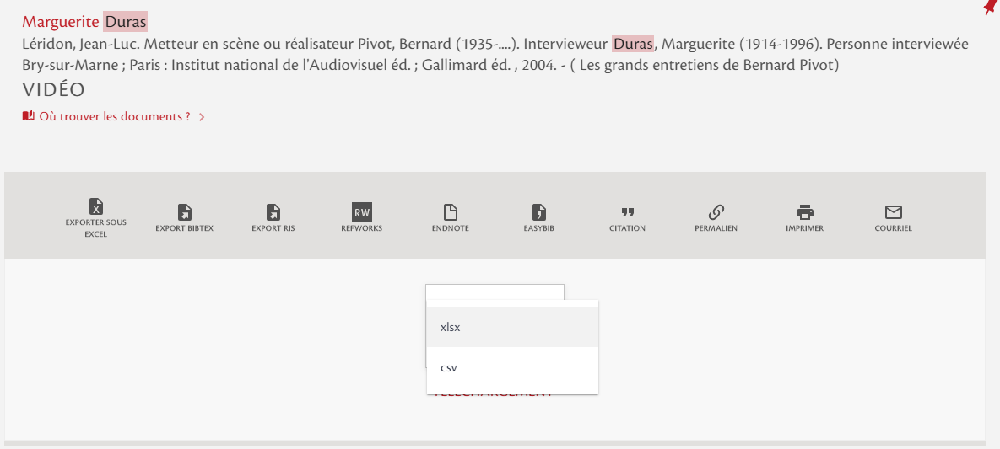 Marguerite Duras
Léridon, Jean-Luc. Metteur en scène ou réalisateur Pivot, Bernard (1935-....). Intervieweur Duras, Marguerite (1914-1996). Personne interviewée
Bry-sur-Marne ; Paris : Institut national de l'Audiovisuel éd. ; Gallimard éd. , 2004. - ( Les grands entretiens de Bernard Pivot)
VIDÉO
Où trouver les documents ?
EXPORTER SOUS
EXCEL
EXPORT BIBTEX
EXPORT RIS
RW
REFWORKS
ENDNOTE
EASYBIB
CITATION
PERMALIEN
IMPRIMER
COURRIEL
xlsx
csv